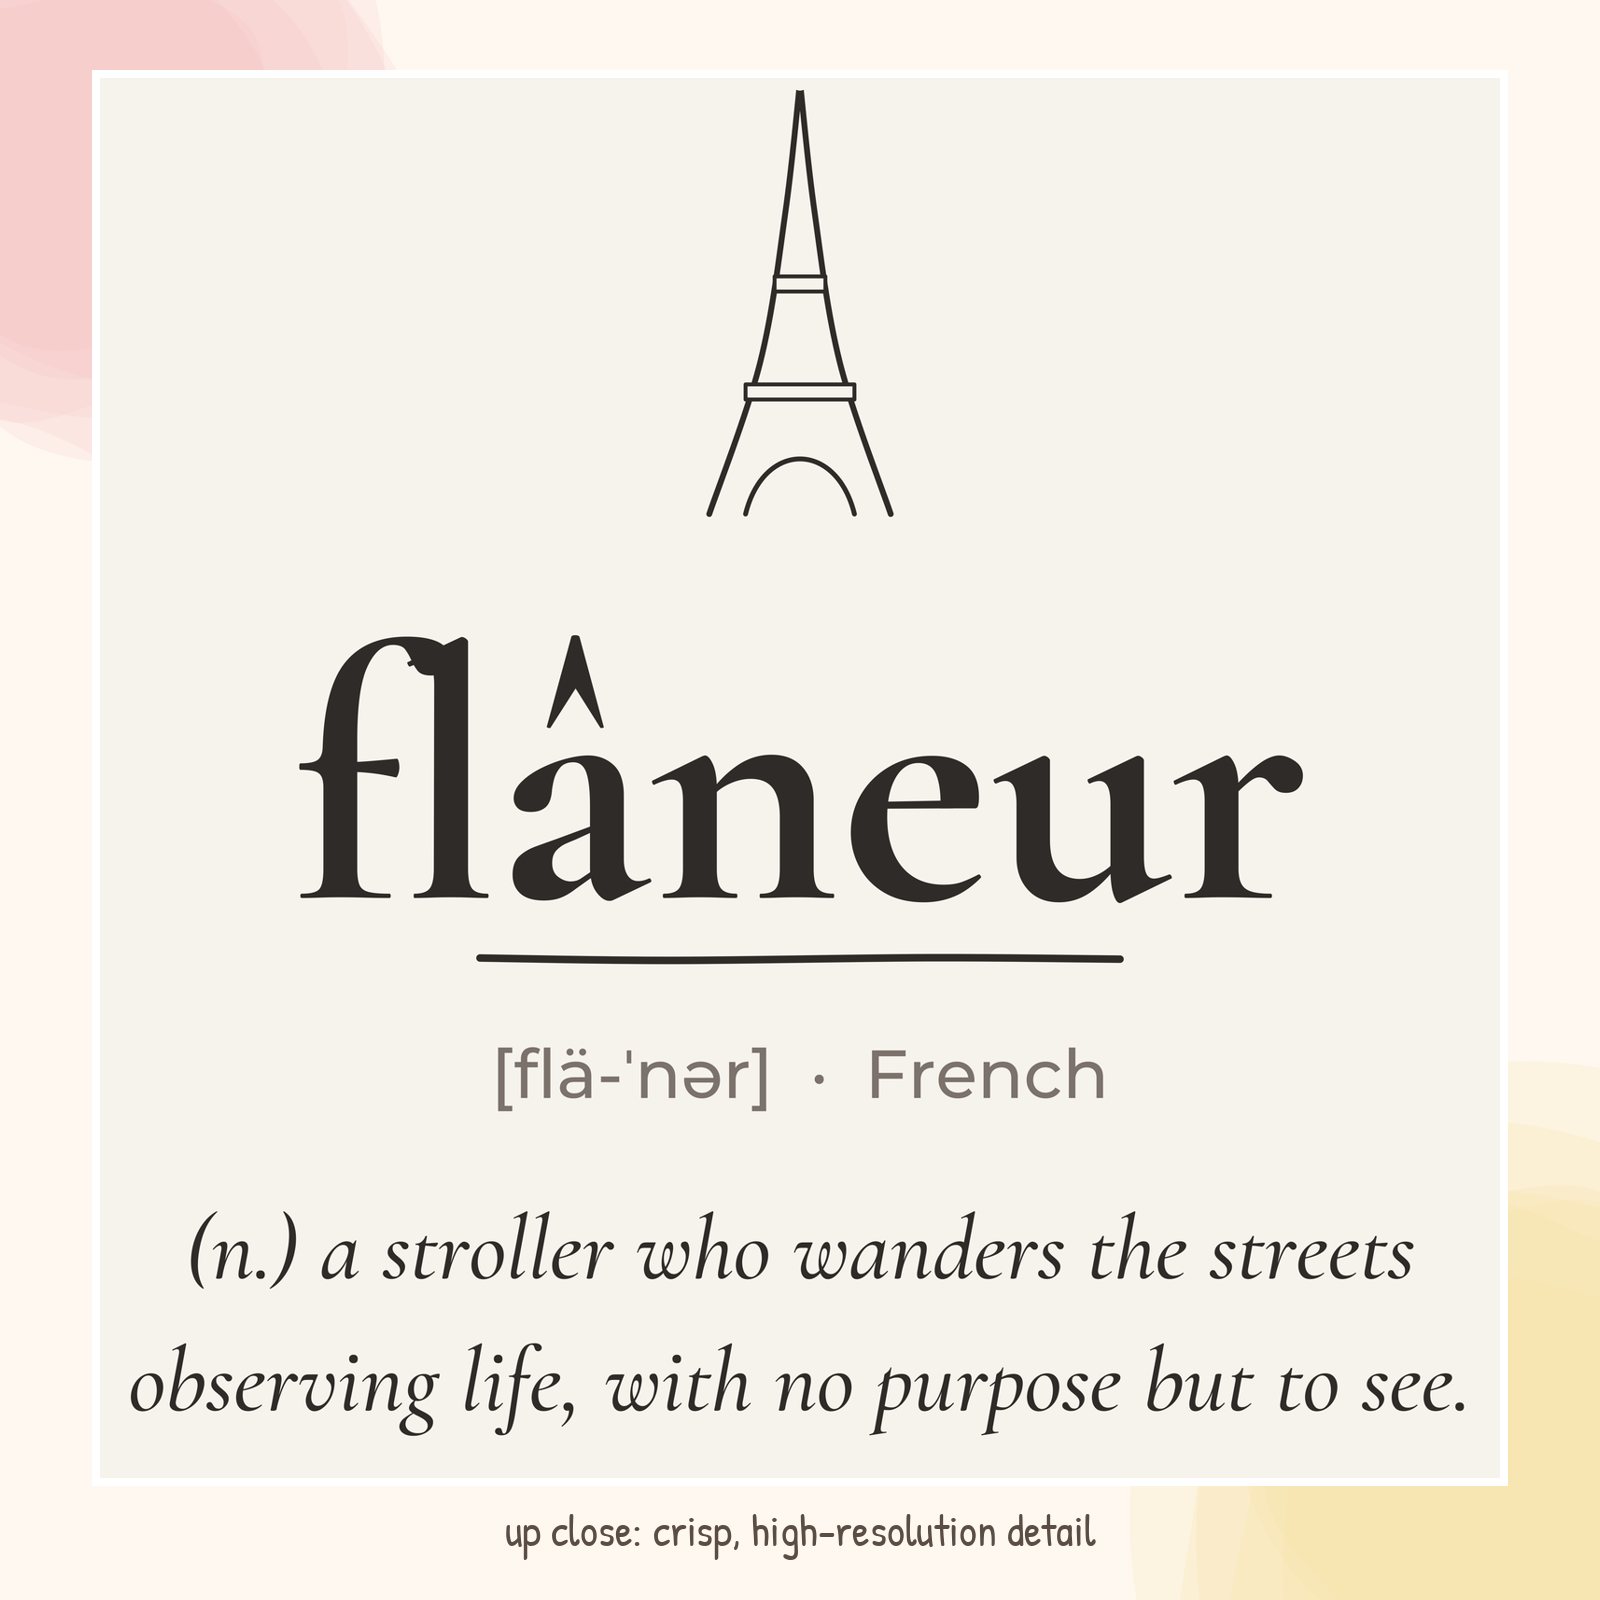 flâneur
[flä-ˈnər] · French
(n.) a stroller who wanders the streets
observing life, with no purpose but to see.
up close: crisp, high-resolution detail